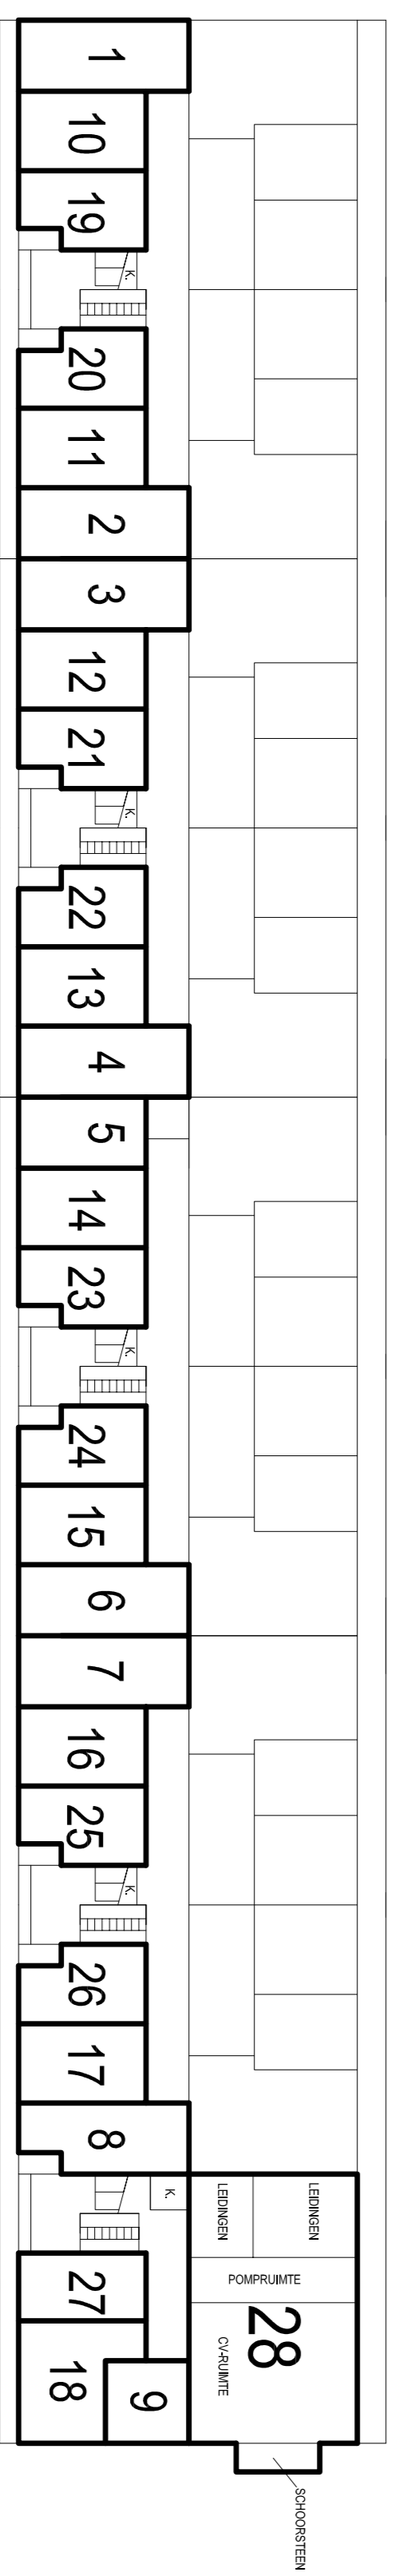 1
10
19
K.
20
11
2
3
12
21
K.
22
13
4
5
14
23
K.
24
15
6
7
16
25
K.
26
17
8
K.
LEIDINGEN
LEIDINGEN
POMPRUIMTE
28
CV-RUIMTE
27
18
9
SCHOORSTEEN